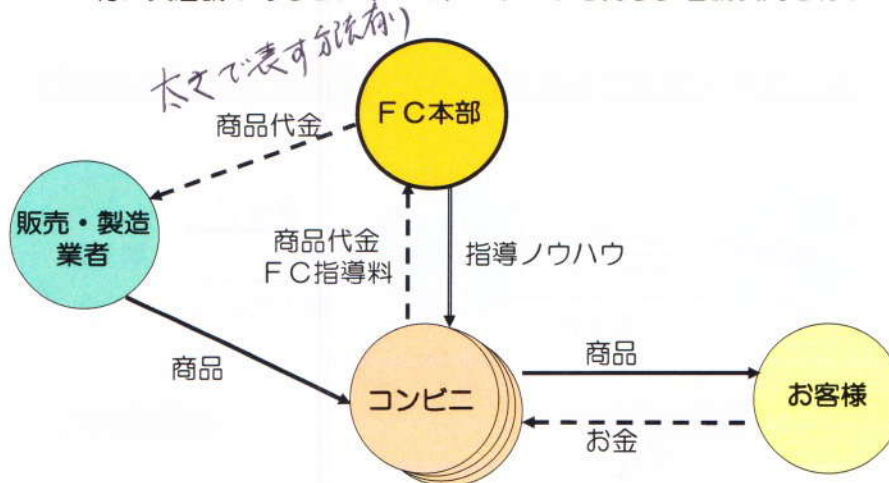 太文で表す方法有り
FC本部
商品代金
販売・製造
業者
商品代金
FC指導料
指導ノウハウ
商品
コンビニ
商品
お客様
お金